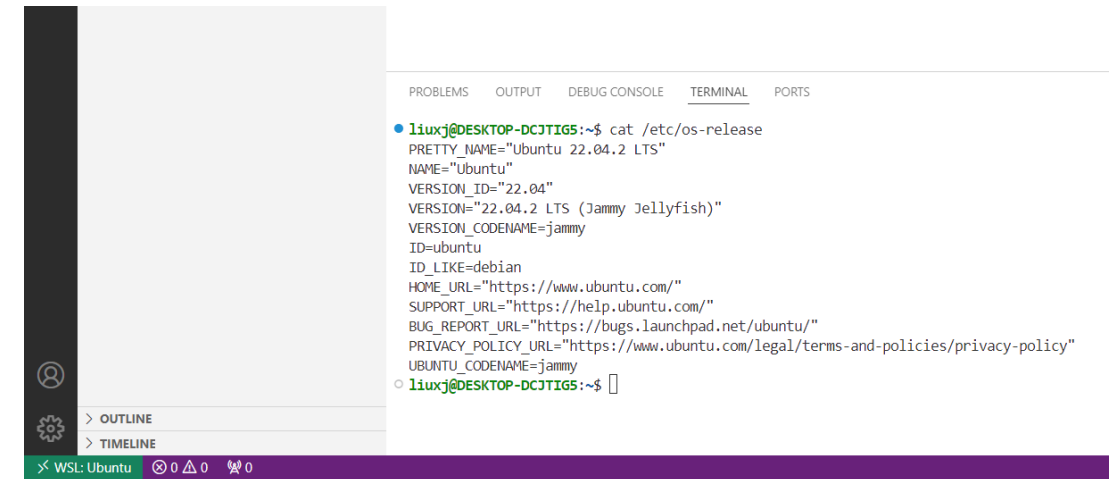 PROBLEMS OUTPUT DEBUG CONSOLE TERMINAL PORTS
liuxj@DESKTOP-DCJTIG5:~$ cat /etc/os-release
PRETTY_NAME="Ubuntu 22.04.2 LTS"
NAME="Ubuntu"
VERSION_ID="22.04"
VERSION="22.04.2 LTS (Jammy Jellyfish)"
VERSION_CODENAME=jammy
ID=ubuntu
ID_LIKE=debian
HOME_URL="https://www.ubuntu.com/"
SUPPORT_URL="https://help.ubuntu.com/"
BUG_REPORT_URL="https://bugs.launchpad.net/ubuntu/"
PRIVACY_POLICY_URL="https://www.ubuntu.com/legal/terms-and-policies/privacy-policy"
UBUNTU_CODENAME=jammy
liuxj@DESKTOP-DCJTIG5:~$
OUTLINE
TIMELINE
WSL: Ubuntu 0 0 0